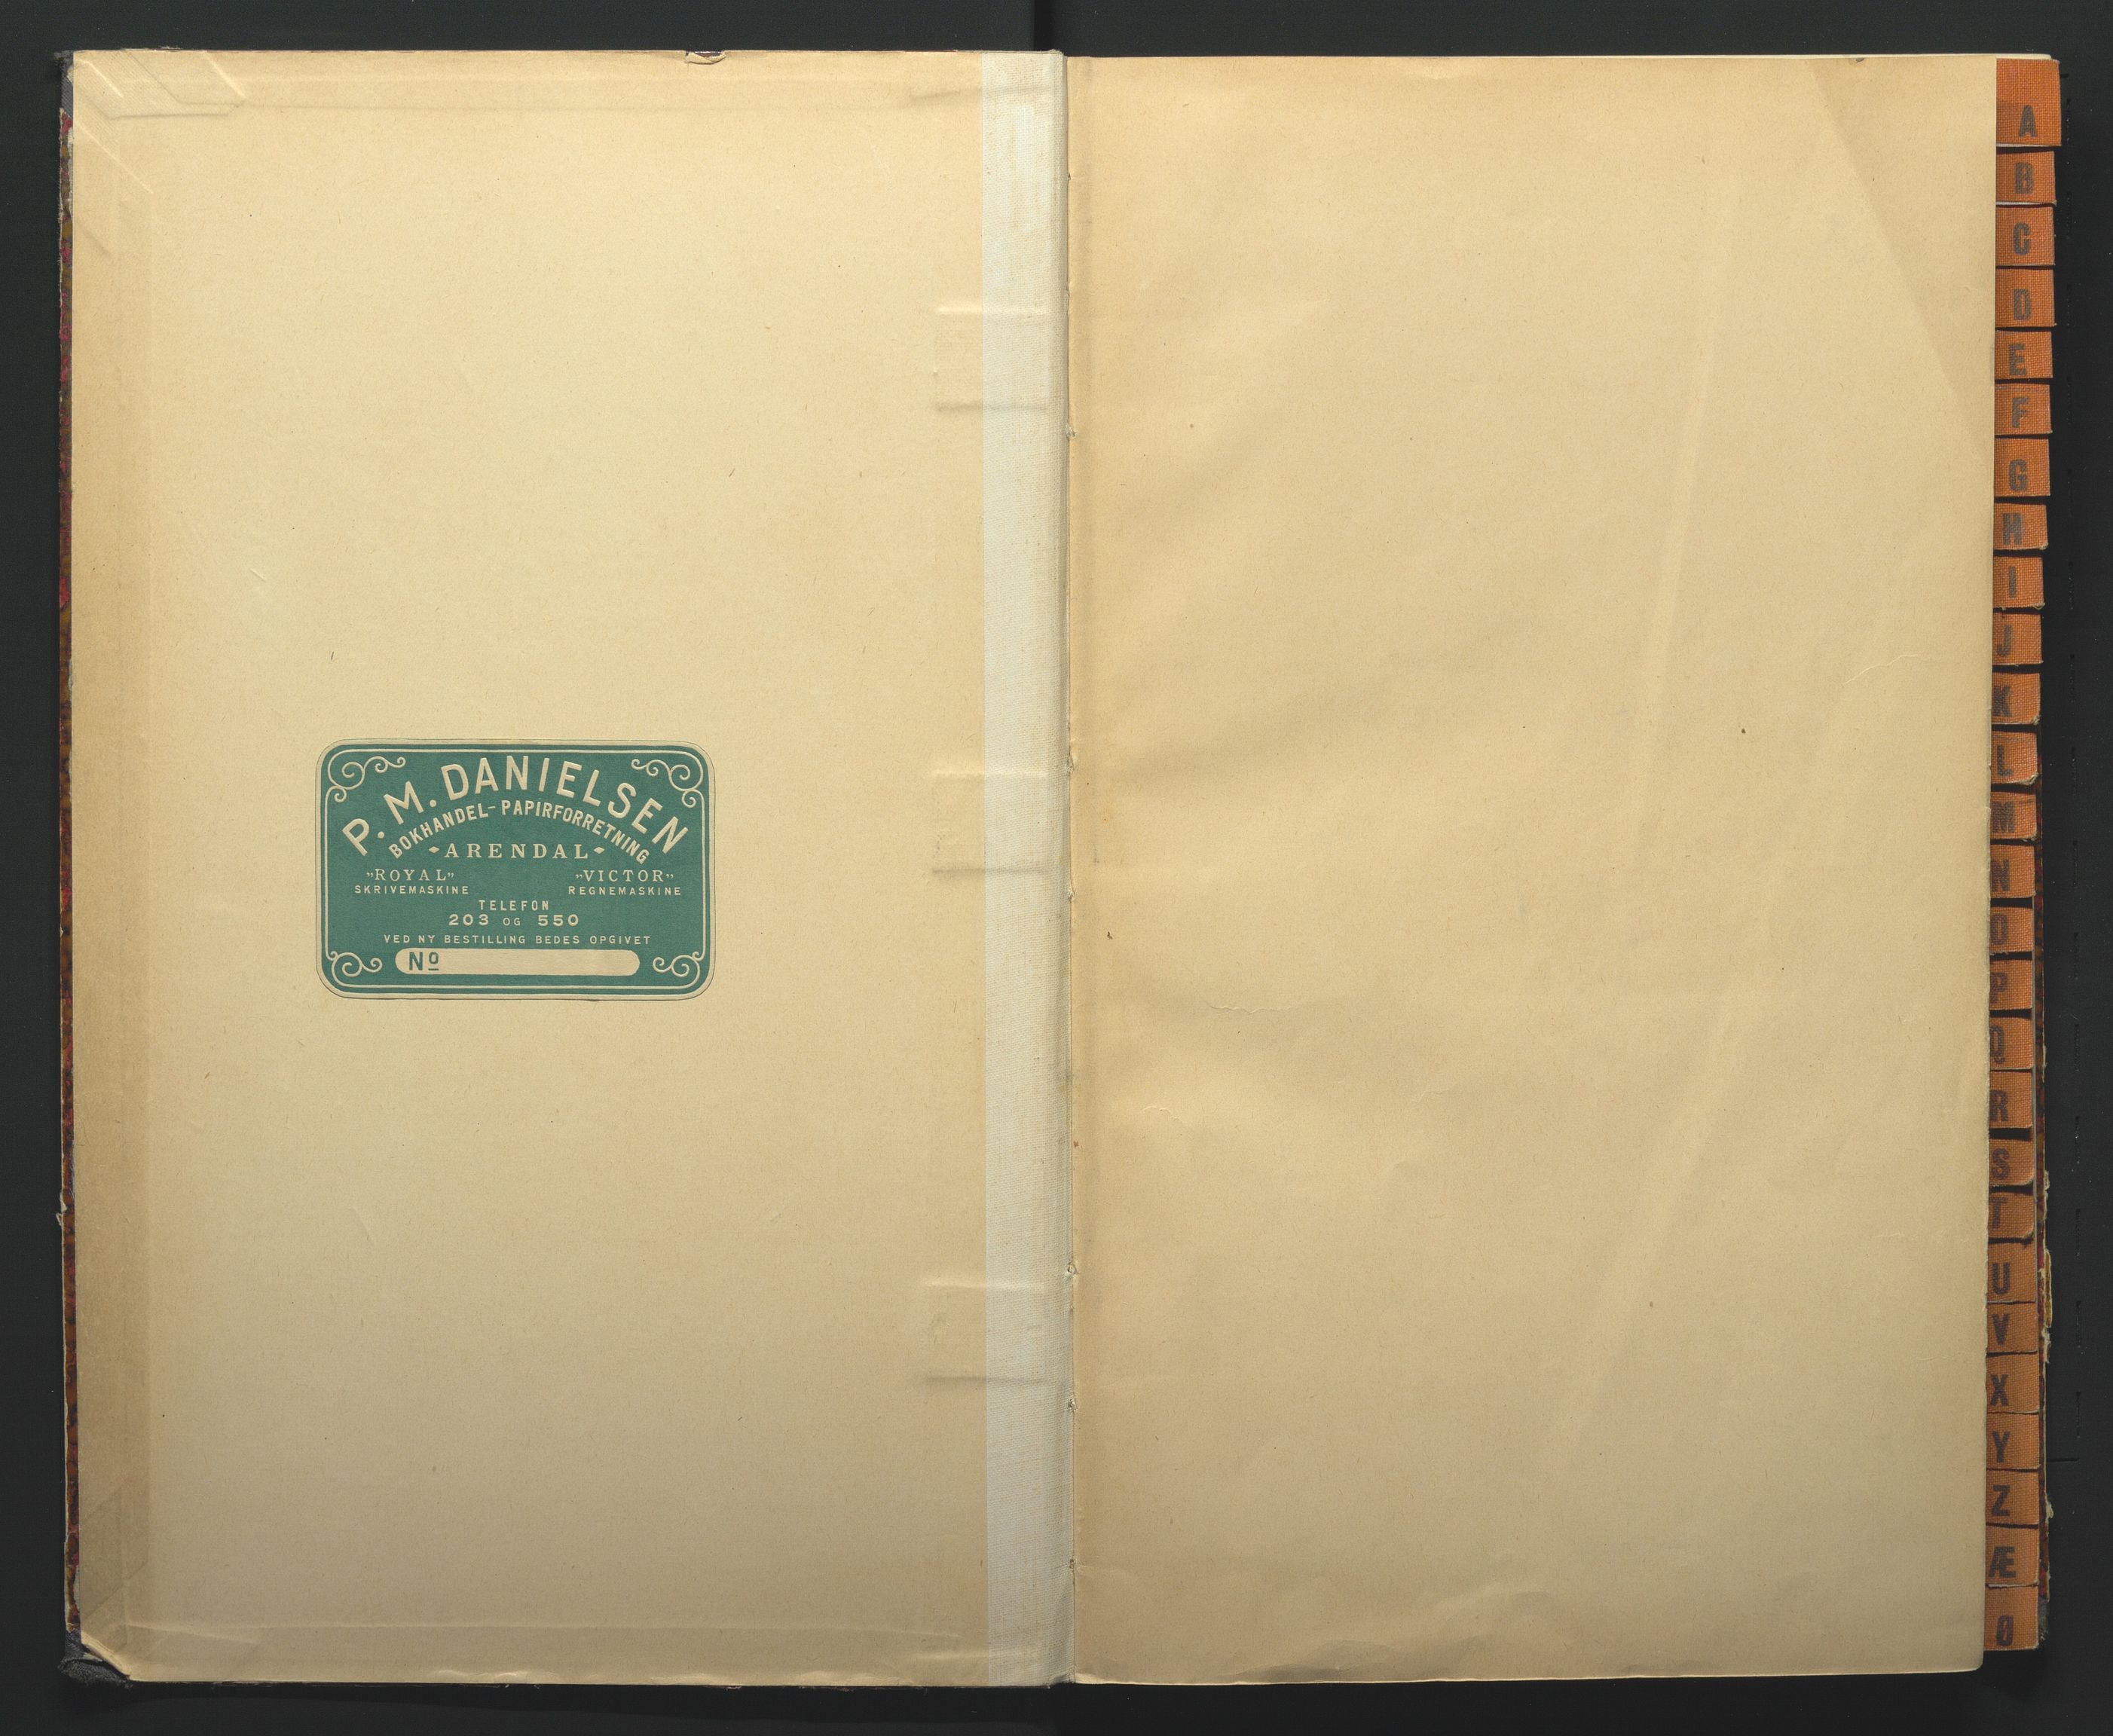 P. M. DANIELSEN
BOKHANDEL- PAPIRFORRETNING
ARENDAL
"ROYAL" "VICTOR"
SKRIVEMASKINE REGNEMASKINE
TELEFON
203 OG 550
VED NY BESTILLING BEDES OPGIVET
Nº
A
B
C
D
E
F
G
H
I
J
K
L
M
N
O
P
Q
R
S
T
U
V
X
Y
Z
Æ
Ø